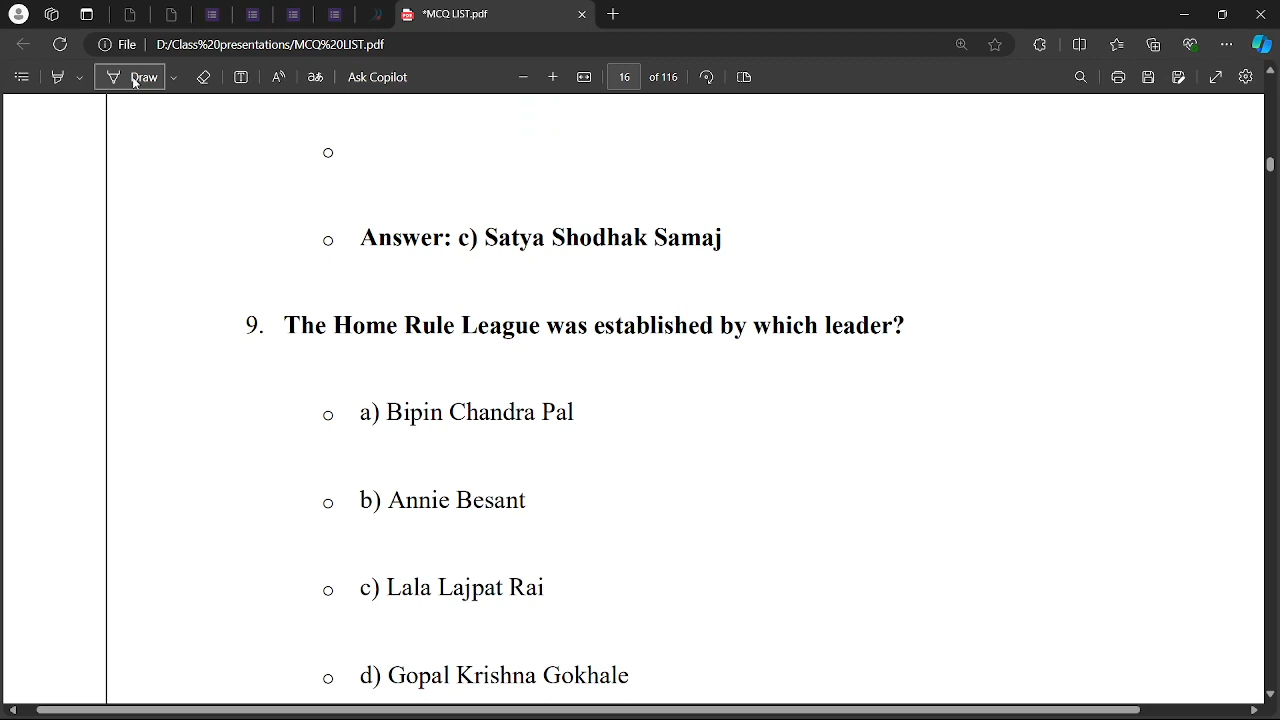 *MCQ LIST.pdf
File
D:/Class%20presentations/MCQ%20LIST.pdf
Draw
Ask Copilot
16
of 116
Answer: c) Satya Shodhak Samaj
9. The Home Rule League was established by which leader?
a) Bipin Chandra Pal
b) Annie Besant
c) Lala Lajpat Rai
d) Gopal Krishna Gokhale